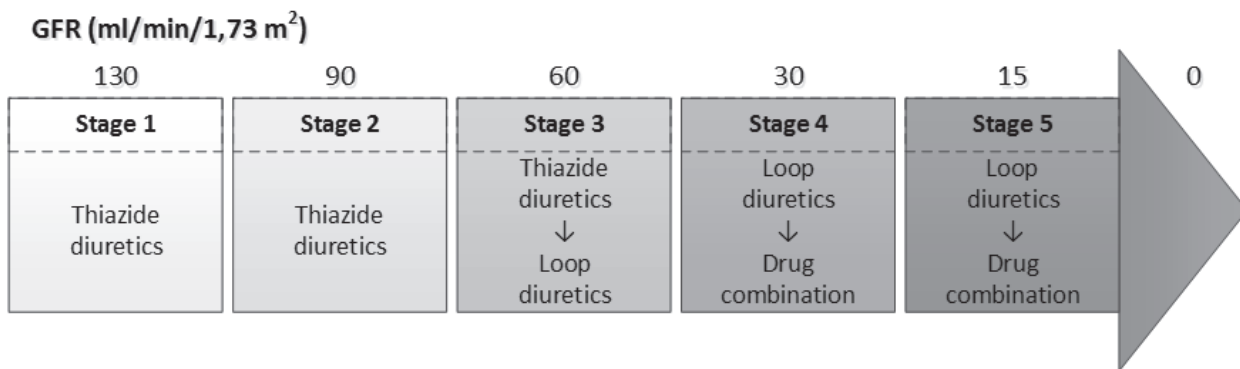 GFR (ml/min/1,73 m²)
130 90 60 30 15 0
Stage 1
Thiazide
diuretics
Stage 2
Thiazide
diuretics
Stage 3
Thiazide
diuretics
↓
Loop
diuretics
Stage 4
Loop
diuretics
↓
Drug
combination
Stage 5
Loop
diuretics
↓
Drug
combination